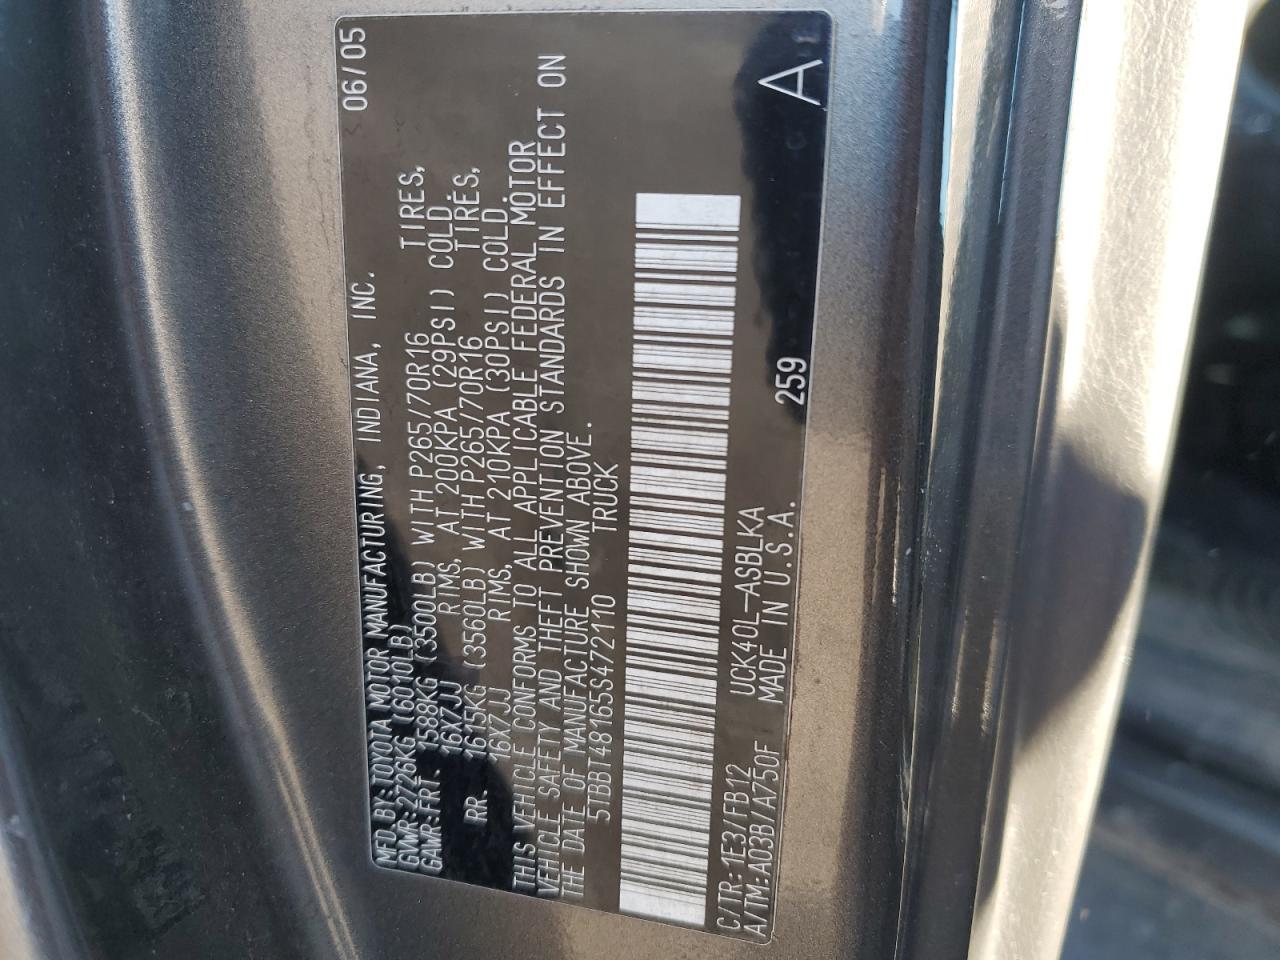 MFD. BY:TOYOTA MOTOR MANUFACTURING, INDIANA, INC. 06/05
GVWR:2726KG (6010LB)
GAWR:FRT. 1588KG (3500LB) WITH P265/70R16 TIRES,
16X7JJ RIMS, AT 200KPA (29PSI) COLD
RR. 1615KG (3560LB) WITH P265/70R16 TIRES,
16X7JJ RIMS, AT 210KPA (30PSI) COLD.
THIS VEHICLE CONFORMS TO ALL APPLICABLE FEDERAL MOTOR
VEHICLE SAFETY AND THEFT PREVENTION STANDARDS IN EFFECT ON
THE DATE OF MANUFACTURE SHOWN ABOVE.
5TBBT48165S472110 TRUCK
C/TR:1E3/FB12 UCK40L-ASBLKA
A/TM:A03B/A750F MADE IN U.S.A. 259 A